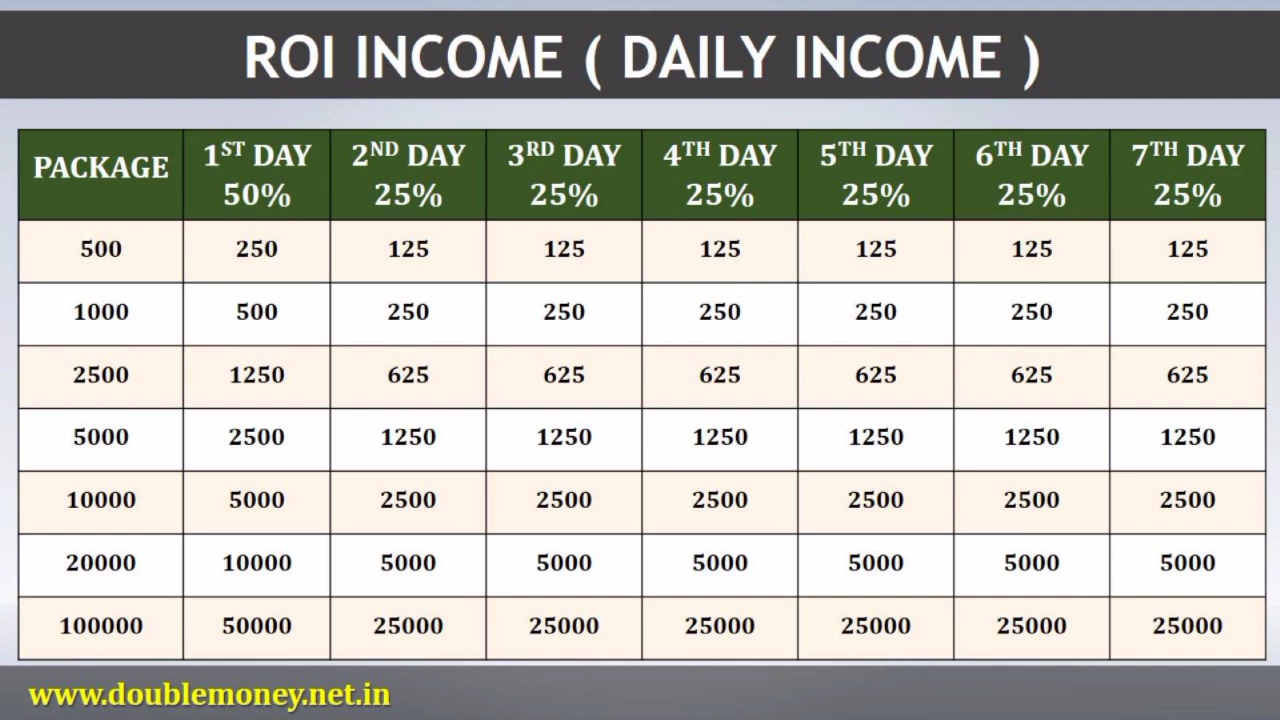 ROI INCOME ( DAILY INCOME )
PACKAGE 1ST DAY 50% 2ND DAY 25% 3RD DAY 25% 4TH DAY 25% 5TH DAY 25% 6TH DAY 25% 7TH DAY 25%
500 250 125 125 125 125 125 125
1000 500 250 250 250 250 250 250
2500 1250 625 625 625 625 625 625
5000 2500 1250 1250 1250 1250 1250 1250
10000 5000 2500 2500 2500 2500 2500 2500
20000 10000 5000 5000 5000 5000 5000 5000
100000 50000 25000 25000 25000 25000 25000 25000
www.doublemoney.net.in